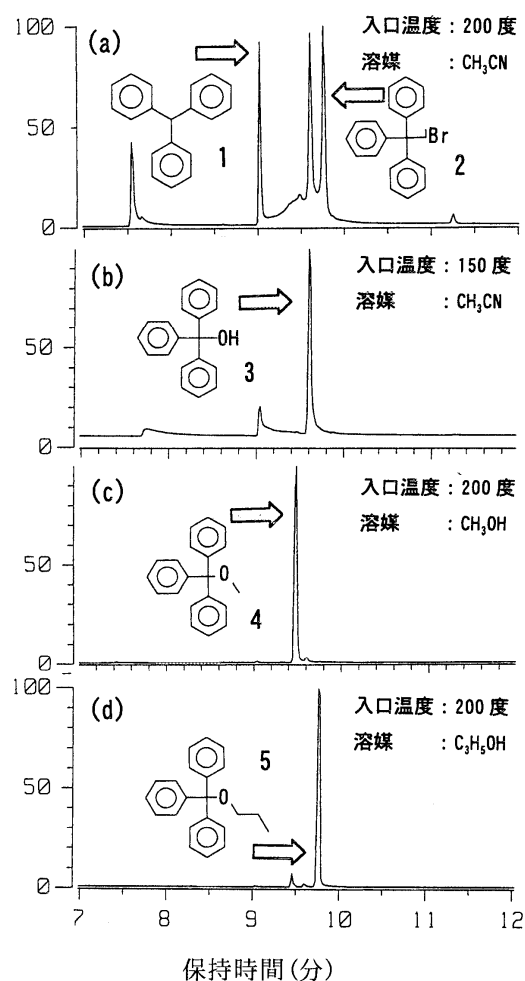 100
(a)
入口温度：200 度
溶媒 ：CH₃CN
50
1
Br
2
0
(b)
入口温度：150 度
溶媒 ：CH₃CN
50
OH
3
0
(c)
入口温度：200 度
溶媒 ：CH₃OH
50
O
4
0
100
(d)
入口温度：200 度
溶媒 ：C₃H₅OH
5
50
O
0
7 8 9 10 11 12
保持時間(分)